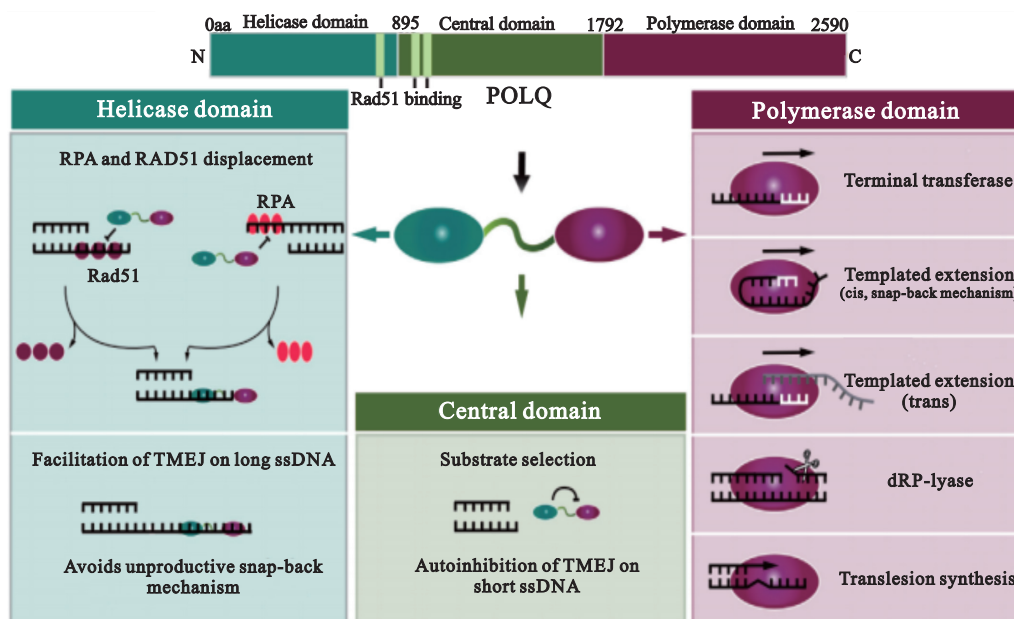 0aa Helicase domain 895 Central domain 1792 Polymerase domain 2590
N C
Rad51 binding POLQ
Helicase domain
RPA and RAD51 displacement
RPA
Rad51
Facilitation of TMEJ on long ssDNA
Avoids unproductive snap-back
mechanism
Central domain
Substrate selection
Autoinhibition of TMEJ on
short ssDNA
Polymerase domain
Terminal transferase
Templated extension
(cis, snap-back mechanism)
Templated extension
(trans)
dRP-lyase
Translesion synthesis